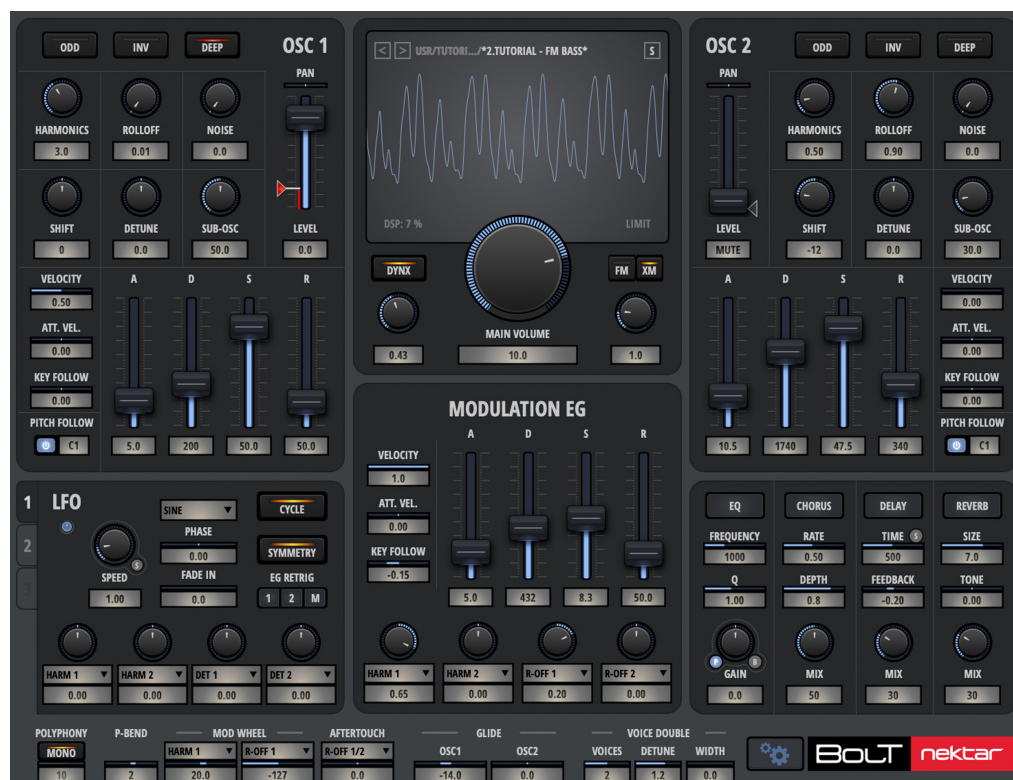 ODD INV DEEP OSC 1
PAN
HARMONICS ROLLOFF NOISE
3.0 0.01 0.0
SHIFT DETUNE SUB-OSC LEVEL
0 0.0 50.0 0.0
VELOCITY A D S R
0.50
ATT. VEL.
0.00
KEY FOLLOW
0.00
PITCH FOLLOW
C1 5.0 200 50.0 50.0
< > USR/TUTORI.../*2.TUTORIAL - FM BASS* S
DSP: 7 % LIMIT
DYNX FM XM
MAIN VOLUME
0.43 10.0 1.0
OSC 2 ODD INV DEEP
PAN
HARMONICS ROLLOFF NOISE
0.50 0.90 0.0
LEVEL SHIFT DETUNE SUB-OSC
MUTE -12 0.0 30.0
A D S R VELOCITY
0.00
ATT. VEL.
0.00
KEY FOLLOW
0.00
PITCH FOLLOW
10.5 1740 47.5 340 C1
MODULATION EG
A D S R
VELOCITY
1.0
ATT. VEL.
0.00
KEY FOLLOW
-0.15
5.0 432 8.3 50.0
HARM 1 HARM 2 R-OFF 1 R-OFF 2
0.65 0.00 0.20 0.00
1 LFO SINE CYCLE
2
3
PHASE
0.00 SYMMETRY
S
SPEED FADE IN EG RETRIG
1.00 0.0 1 2 M
HARM 1 HARM 2 DET 1 DET 2
0.00 0.00 0.00 0.00
EQ CHORUS DELAY REVERB
FREQUENCY RATE TIME S SIZE
1000 0.50 500 7.0
Q DEPTH FEEDBACK TONE
1.00 0.8 -0.20 0.00
P B
GAIN MIX MIX MIX
0.0 50 30 30
POLYPHONY P-BEND MOD WHEEL AFTERTOUCH GLIDE VOICE DOUBLE
MONO HARM 1 R-OFF 1 R-OFF 1/2 OSC1 OSC2 VOICES DETUNE WIDTH
10 2 20.0 -127 0.0 -14.0 0.0 2 1.2 0.0
BOLT nektar